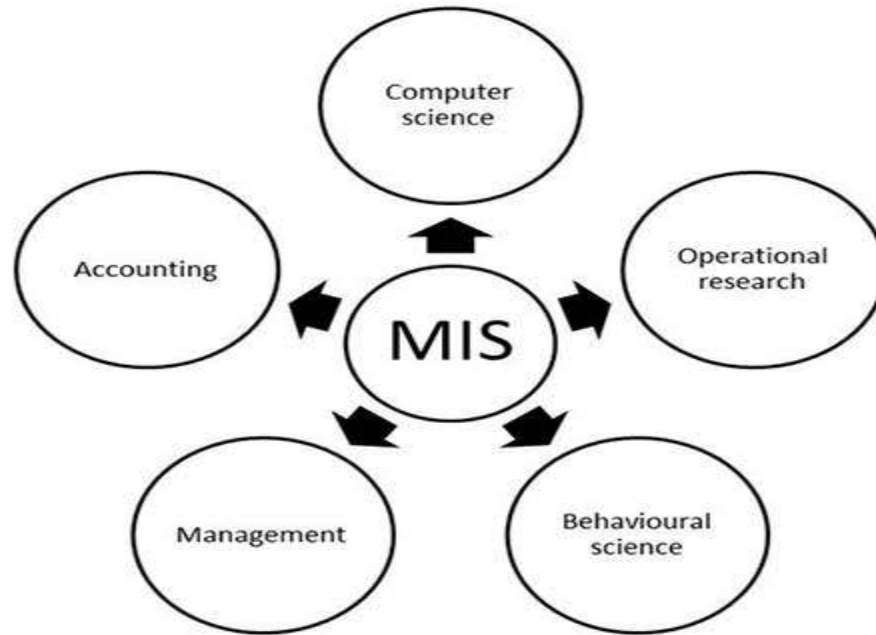 Computer
science
Accounting
Operational
research
MIS
Management
Behavioural
science